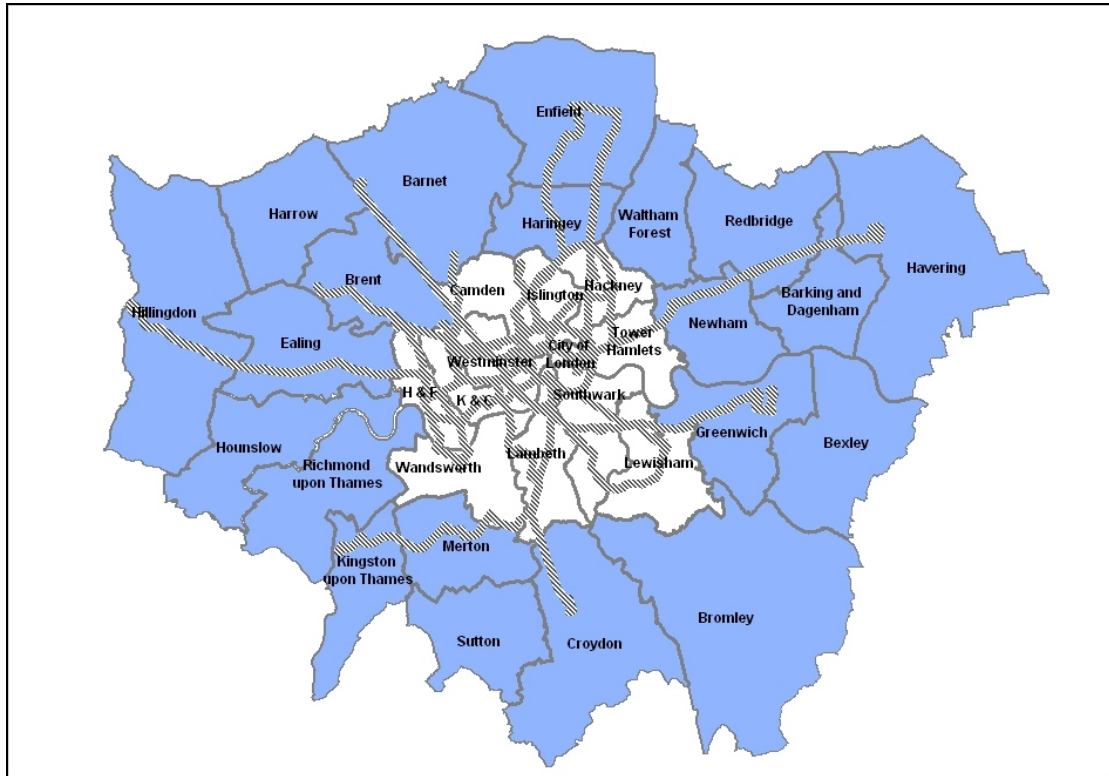 Enfield
Barnet
Harrow
Haringey
Waltham
Forest
Redbridge
Havering
Brent
Camden
Islington
Hackney
Barking and
Dagenham
Hillingdon
Ealing
Newham
Tower
Hamlets
Westminster
City of
London
H & F
K & C
Southwark
Greenwich
Bexley
Hounslow
Richmond
upon Thames
Wandsworth
Lambeth
Lewisham
Merton
Kingston
upon Thames
Sutton
Croydon
Bromley